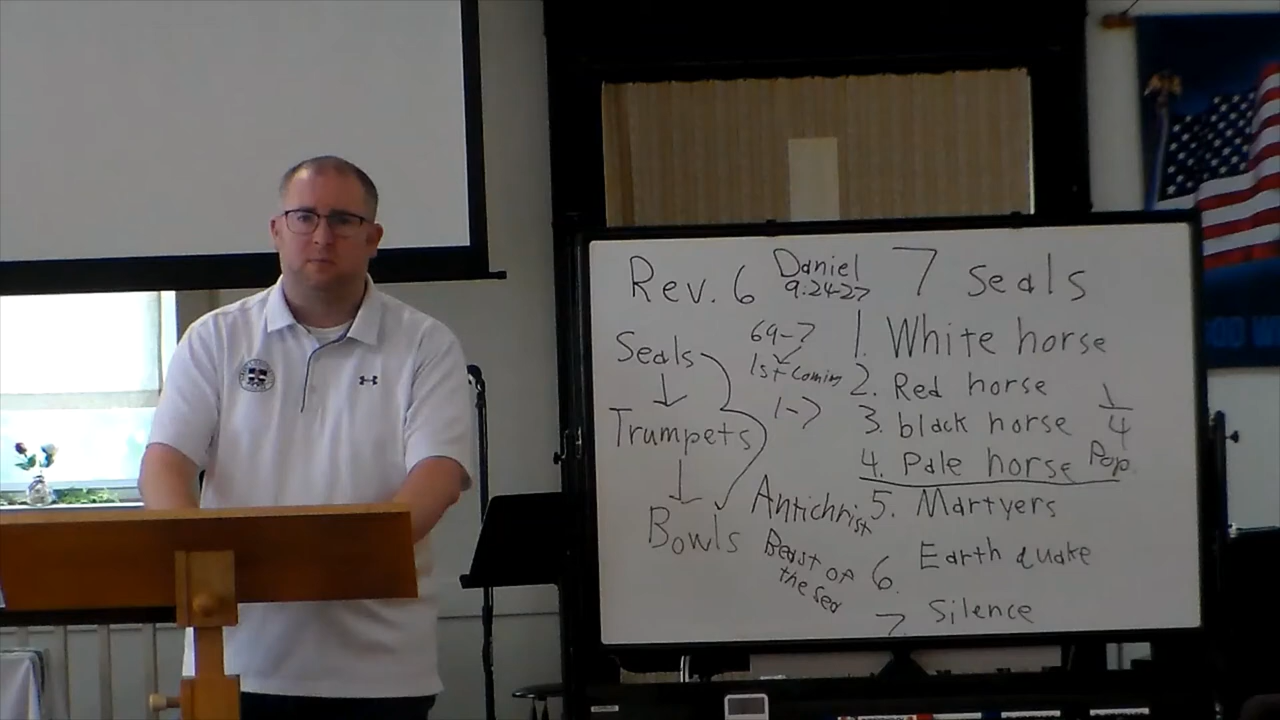 Rev. 6
Daniel
9:24-27
7 seals
Seals
Trumpets
Bowls
69-7
1st coming
1-7
Antichrist
Beast of
the sea
1. White horse
2. Red horse
3. black horse
4. Pale horse
1/4
Pop.
5. Martyers
6. Earth quake
7. Silence